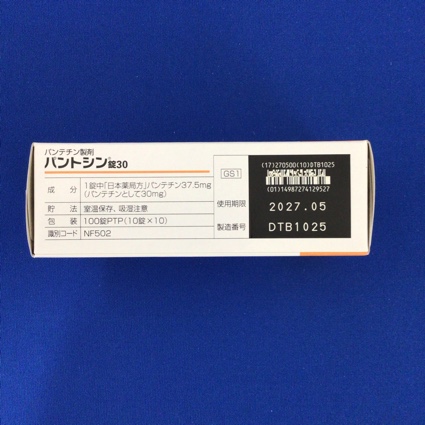 パンテチン製剤
パントシン錠30
成分 1錠中「日本薬局方」パンテチン37.5mg
(パンテチンとして30mg)
貯法 室温保存、吸湿注意
包装 100錠PTP(10錠×10)
識別コード NF502
GS1
(17)270500(10)DTB1025
(01)14987274129527
使用期限 2027.05
製造番号 DTB1025